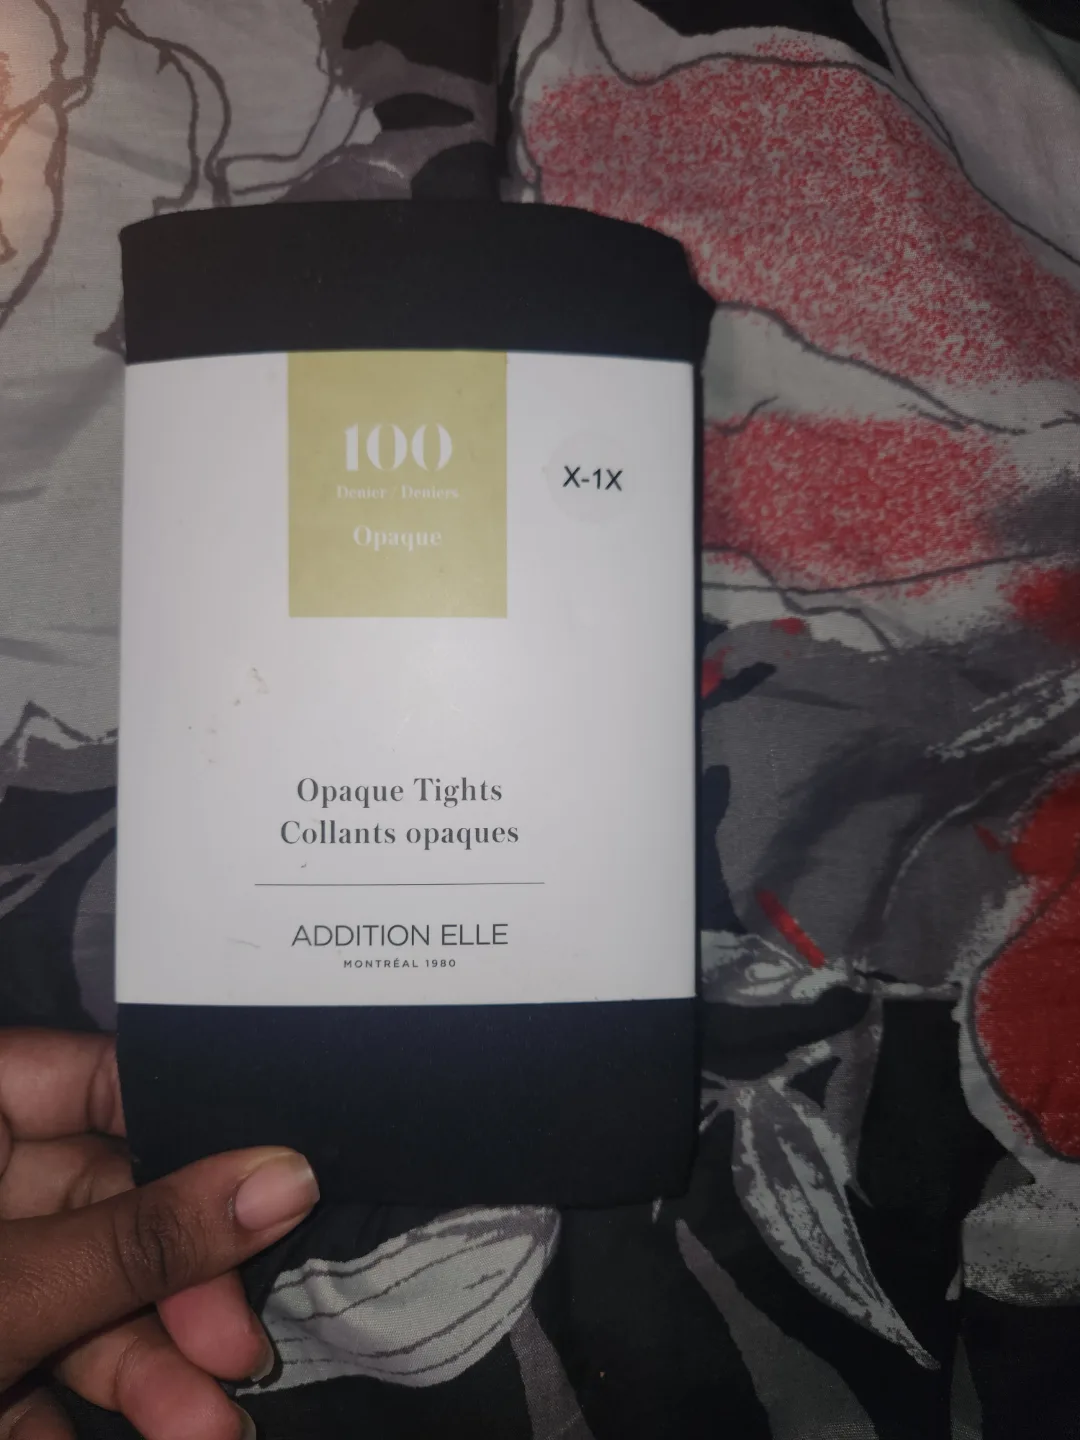 100
Denier / Deniers
Opaque
X-1X
Opaque Tights
Collants opaques
ADDITION ELLE
MONTRÉAL 1980